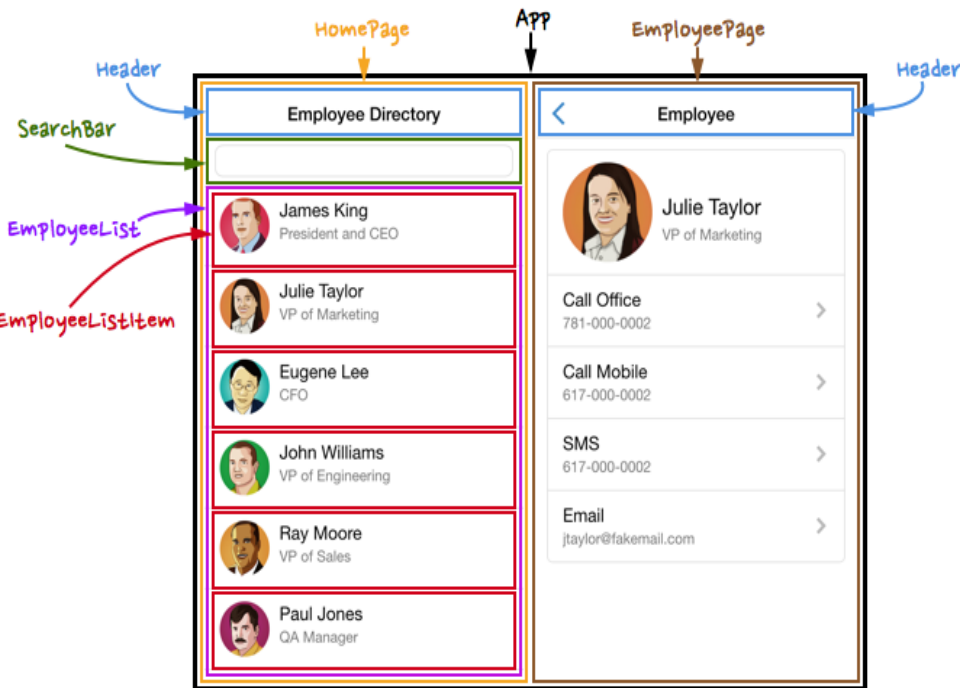 App
HomePage
EmployeePage
Header
Header
SearchBar
EmployeeList
EmployeeListItem
Employee Directory
James King
President and CEO
Julie Taylor
VP of Marketing
Eugene Lee
CFO
John Williams
VP of Engineering
Ray Moore
VP of Sales
Paul Jones
QA Manager
Employee
Julie Taylor
VP of Marketing
Call Office
781-000-0002
Call Mobile
617-000-0002
SMS
617-000-0002
Email
jtaylor@fakemail.com